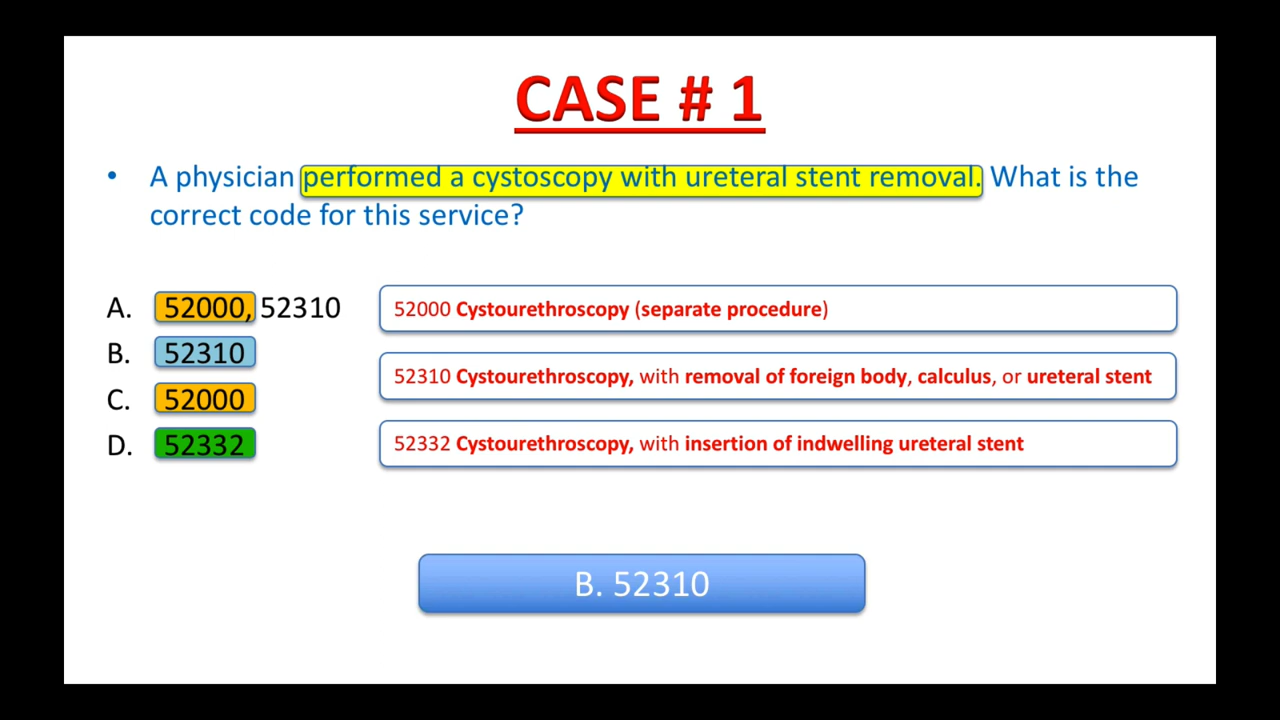 CASE # 1
• A physician performed a cystoscopy with ureteral stent removal. What is the
correct code for this service?
A. 52000, 52310
52000 Cystourethroscopy (separate procedure)
B. 52310
52310 Cystourethroscopy, with removal of foreign body, calculus, or ureteral stent
C. 52000
D. 52332
52332 Cystourethroscopy, with insertion of indwelling ureteral stent
B. 52310